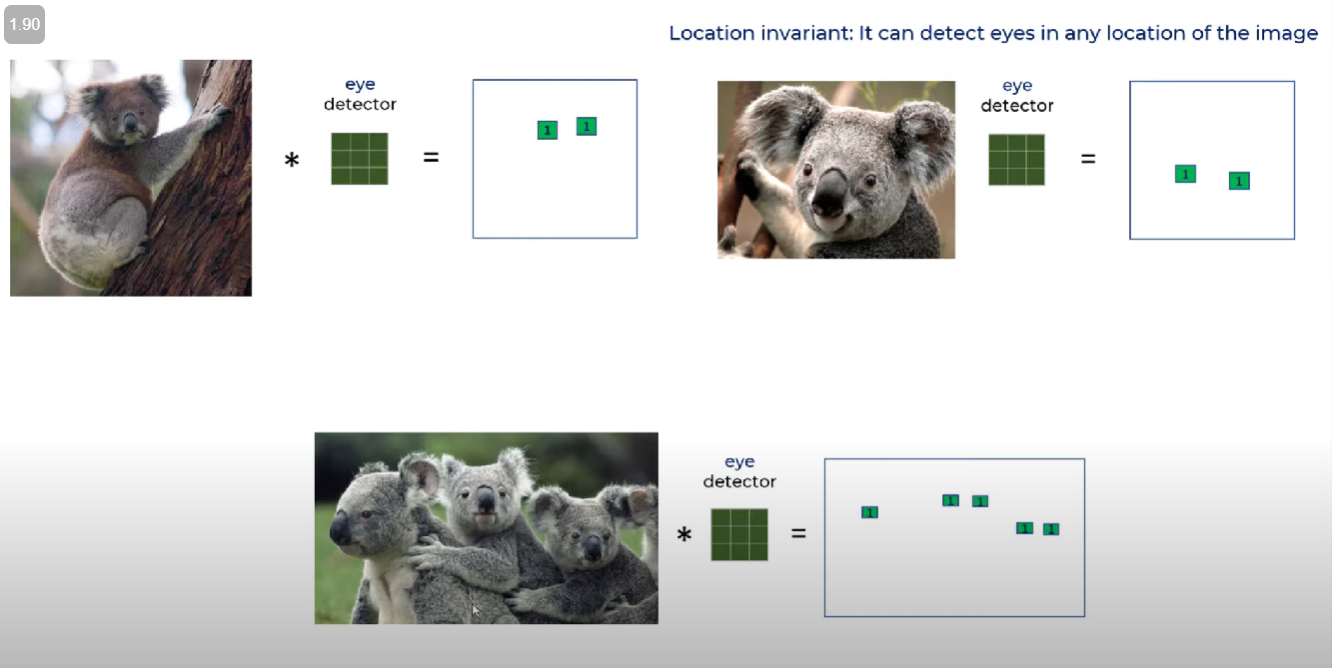 1.90
Location invariant: It can detect eyes in any location of the image
eye
detector
*
=
1
1
eye
detector
=
1
1
eye
detector
*
=
1
1
1
1
1